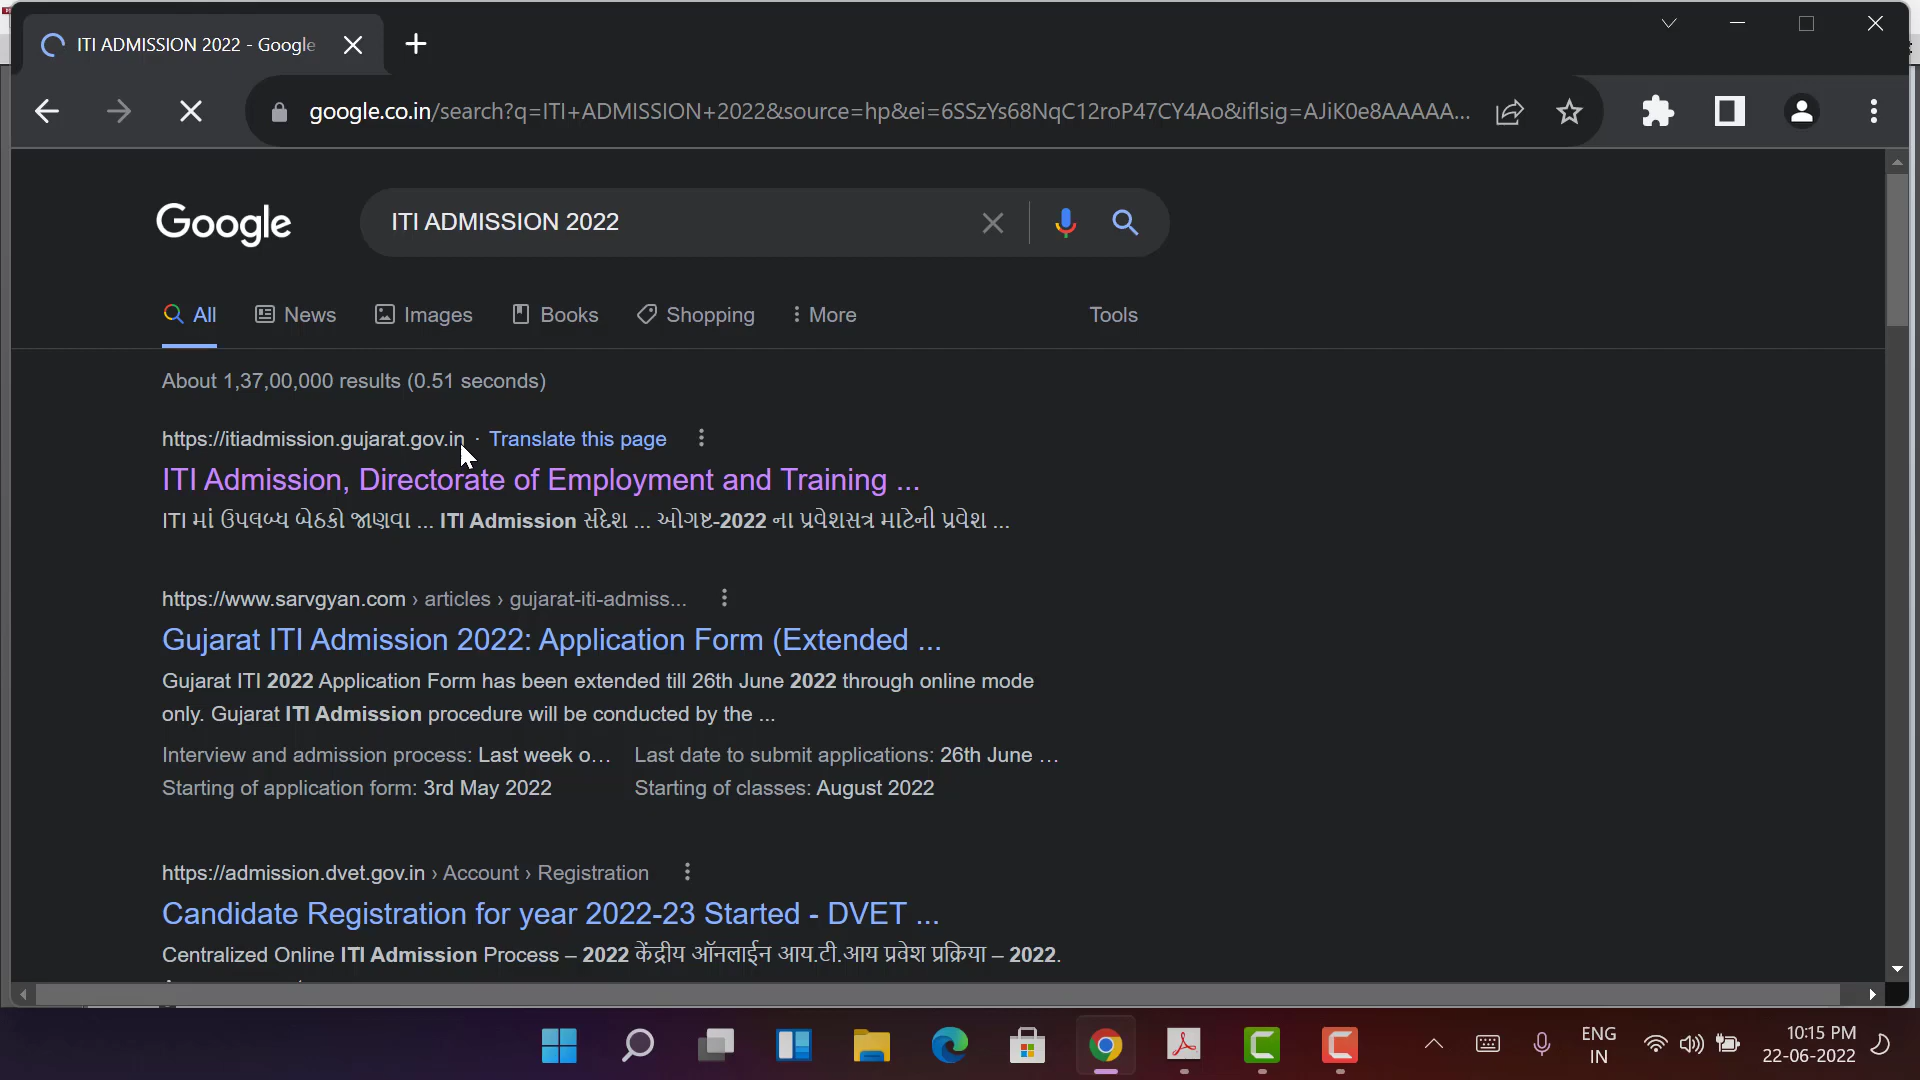 ITI ADMISSION 2022 - Google
google.co.in/search?q=ITI+ADMISSION+2022&source=hp&ei=6SSzYs68NqC12roP47CY4Ao&iflsig=AJiK0e8AAAAA...
Google
ITI ADMISSION 2022
All News Images Books Shopping More Tools
About 1,37,00,000 results (0.51 seconds)
https://itiadmission.gujarat.gov.in · Translate this page
ITI Admission, Directorate of Employment and Training ...
ITI માં ઉપલબ્ધ બેઠકો જાણવા ... ITI Admission સંદેશ ... ઓગષ્ટ-2022 ના પ્રવેશસત્ર માટેની પ્રવેશ ...
https://www.sarvgyan.com › articles › gujarat-iti-admiss...
Gujarat ITI Admission 2022: Application Form (Extended ...
Gujarat ITI 2022 Application Form has been extended till 26th June 2022 through online mode
only. Gujarat ITI Admission procedure will be conducted by the ...
Interview and admission process: Last week o... Last date to submit applications: 26th June ...
Starting of application form: 3rd May 2022 Starting of classes: August 2022
https://admission.dvet.gov.in › Account › Registration
Candidate Registration for year 2022-23 Started - DVET ...
Centralized Online ITI Admission Process – 2022 केंद्रीय ऑनलाईन आय.टी.आय प्रवेश प्रक्रिया – 2022.
ENG
IN
10:15 PM
22-06-2022